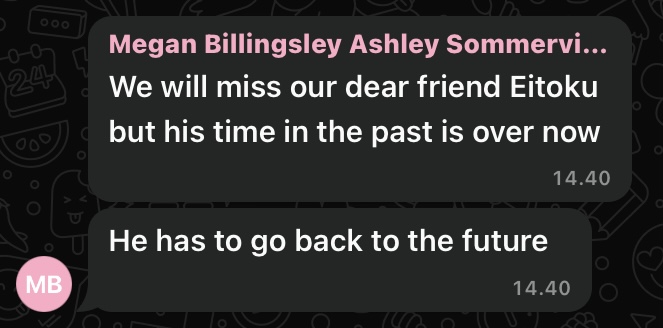 Megan Billingsley Ashley Sommervi...
We will miss our dear friend Eitoku
but his time in the past is over now
14.40
He has to go back to the future
14.40
MB
24